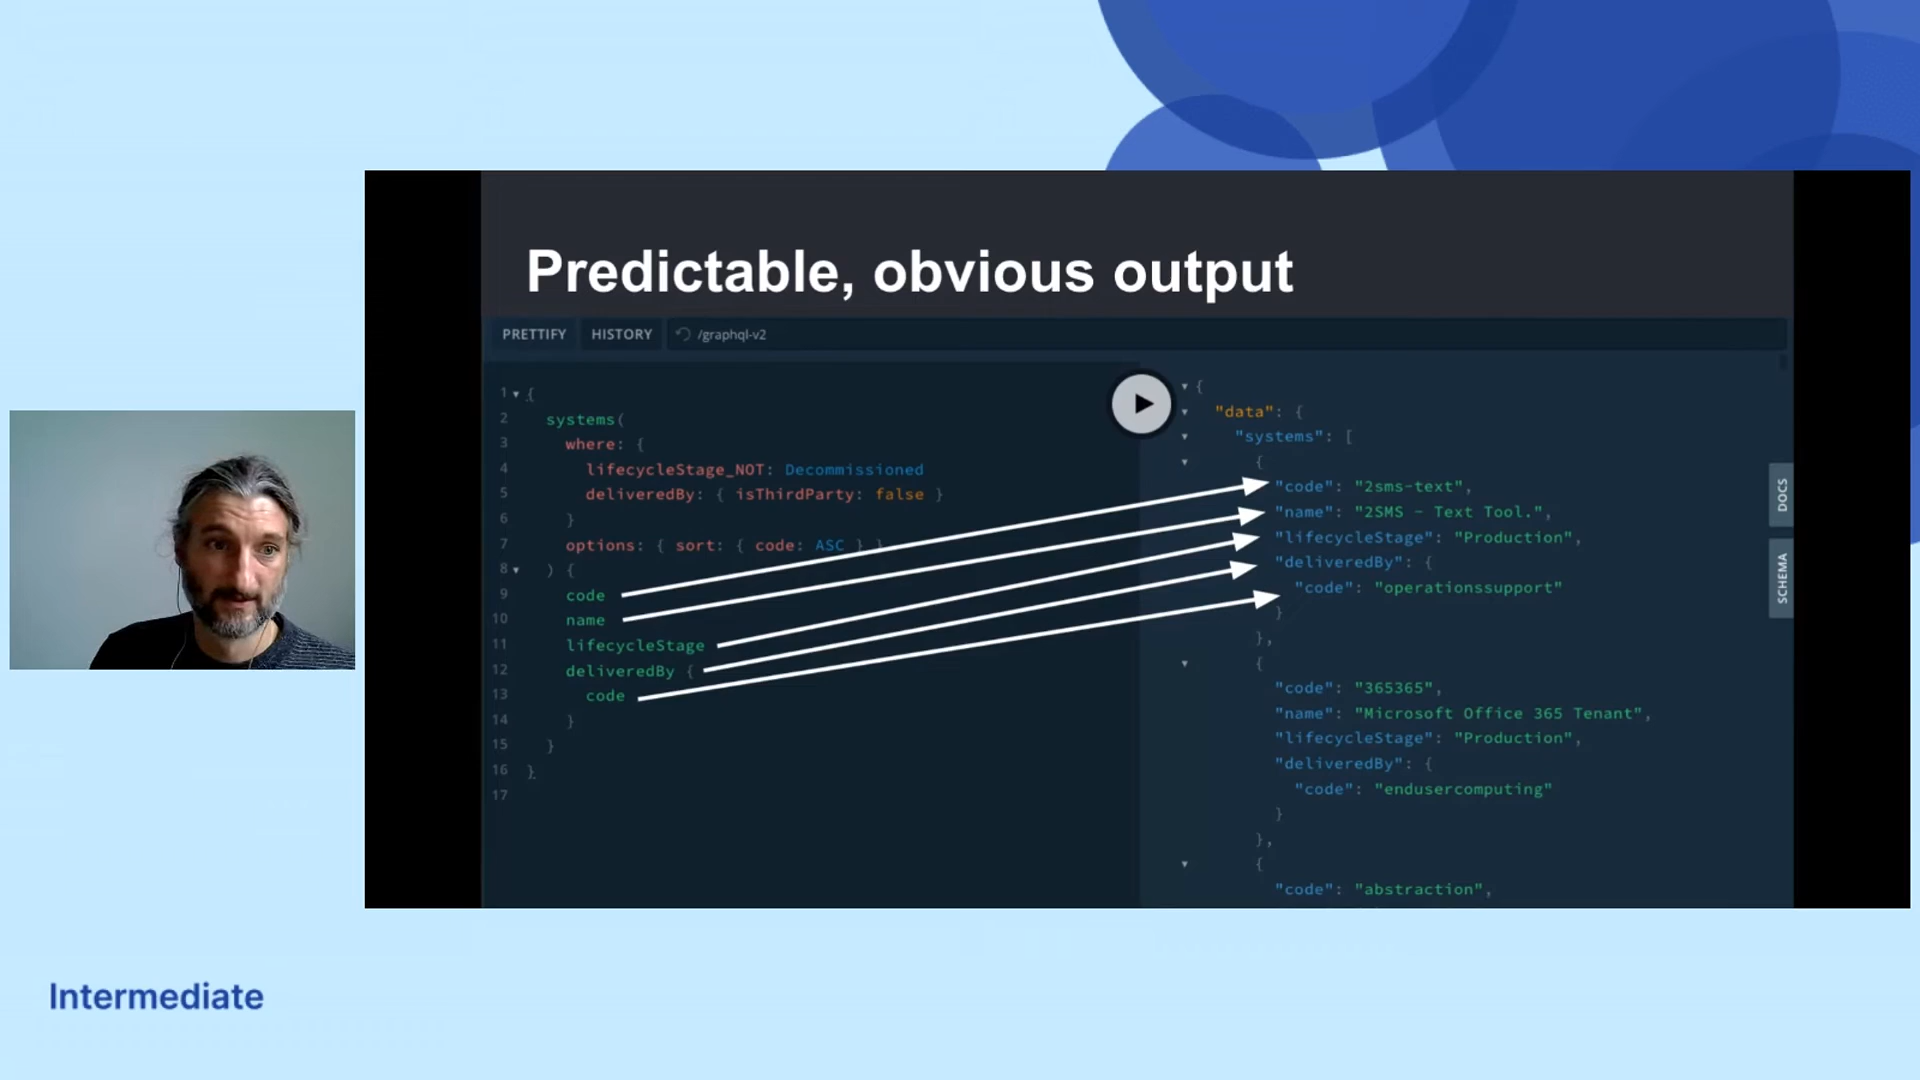 Predictable, obvious output
PRETTIFY HISTORY /graphql-v2
1 {
2 systems(
3 where: {
4 lifecycleStage_NOT: Decommissioned
5 deliveredBy: { isThirdParty: false }
6 }
7 options: { sort: { code: ASC } }
8 ) {
9 code
10 name
11 lifecycleStage
12 deliveredBy {
13 code
14 }
15 }
16 }
17
{
"data": {
"systems": [
{
"code": "2sms-text",
"name": "2SMS - Text Tool.",
"lifecycleStage": "Production",
"deliveredBy": {
"code": "operationssupport"
}
},
{
"code": "365365",
"name": "Microsoft Office 365 Tenant",
"lifecycleStage": "Production",
"deliveredBy": {
"code": "endusercomputing"
}
},
{
"code": "abstraction",
DOCS
SCHEMA
Intermediate